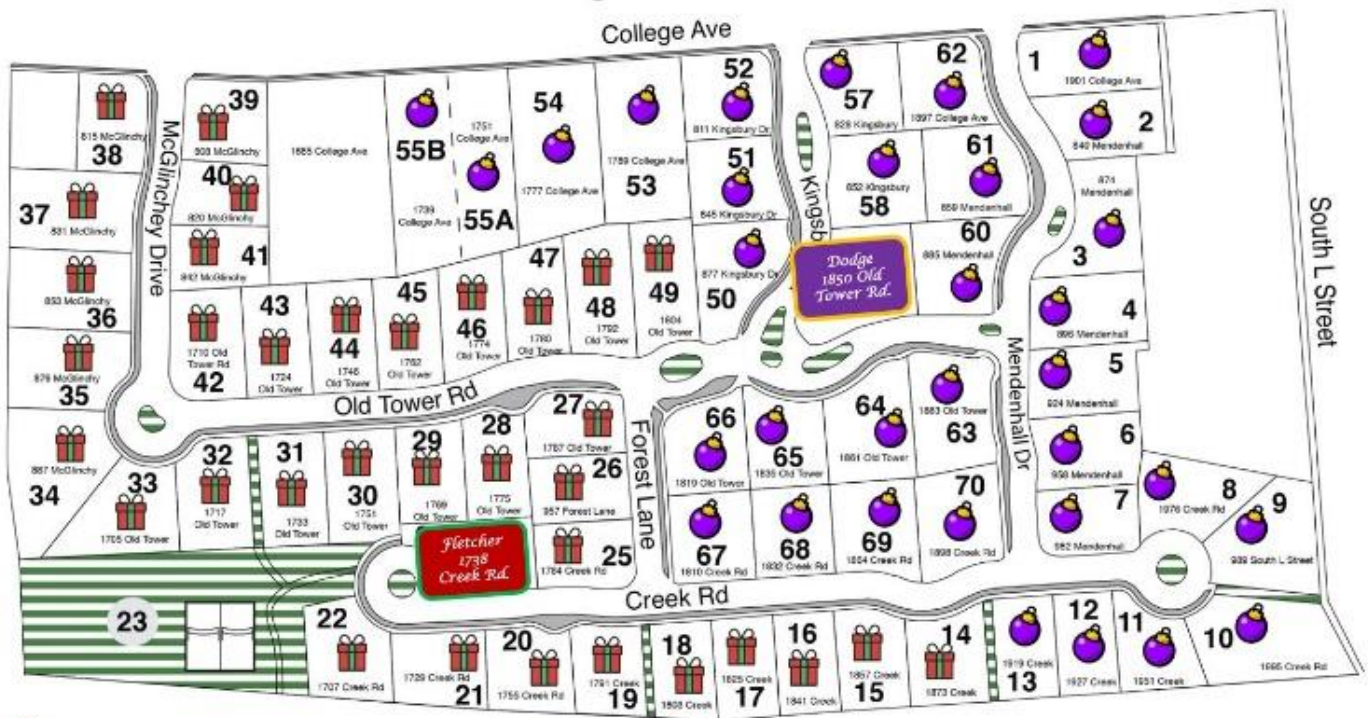 College Ave
38
815 McGlinchy
39
808 McGlinchy
McGlinchey Drive
1685 College Ave
55B
1739
College Ave
1751
College Ave
55A
54
1777 College Ave
1789 College Ave
53
52
811 Kingsbury Dr
57
828 Kingsbury
62
1897 College Ave
1
1901 College Ave
2
840 Mendenhall
37
831 McGlinchy
40
820 McGlinchy
51
845 Kingsbury Dr
Kingsb
852 Kingsbury
58
61
859 Mendenhall
874
Mendenhall
3
South L Street
853 McGlinchy
36
41
842 McGlinchy
43
1724
Old Tower
44
1746
Old Tower
45
1762
Old Tower
46
1774
Old Tower
47
1780
Old Tower
48
1792
Old Tower
49
1804
Old Tower
877 Kingsbury Dr
50
Dodge
1850 Old
Tower Rd.
60
885 Mendenhall
4
896 Mendenhall
876 McGlinchy
35
1710 Old
Tower Rd
42
Old Tower Rd
5
924 Mendenhall
Mendenhall Dr
887 McGlinchy
34
33
1705 Old Tower
32
1717
Old Tower
31
1733
Old Tower
30
1751
Old Tower
29
1769
Old Tower
28
1775
Old Tower
27
1787 Old Tower
26
957 Forest Lane
Forest Lane
66
1819 Old Tower
65
1835 Old Tower
64
1861 Old Tower
1883 Old Tower
63
6
958 Mendenhall
7
982 Mendenhall
8
1976 Creek Rd
9
989 South L Street
Fletcher
1738
Creek Rd.
25
1784 Creek Rd
67
1810 Creek Rd
68
1832 Creek Rd
69
1864 Creek Rd
70
1898 Creek Rd
Creek Rd
23
22
1707 Creek Rd
1729 Creek Rd
21
20
1755 Creek Rd
1791 Creek
19
18
1803 Creek
1825 Creek
17
16
1841 Creek
1857 Creek
15
14
1873 Creek
1919 Creek
13
12
1927 Creek
11
1951 Creek
10
1995 Creek Rd